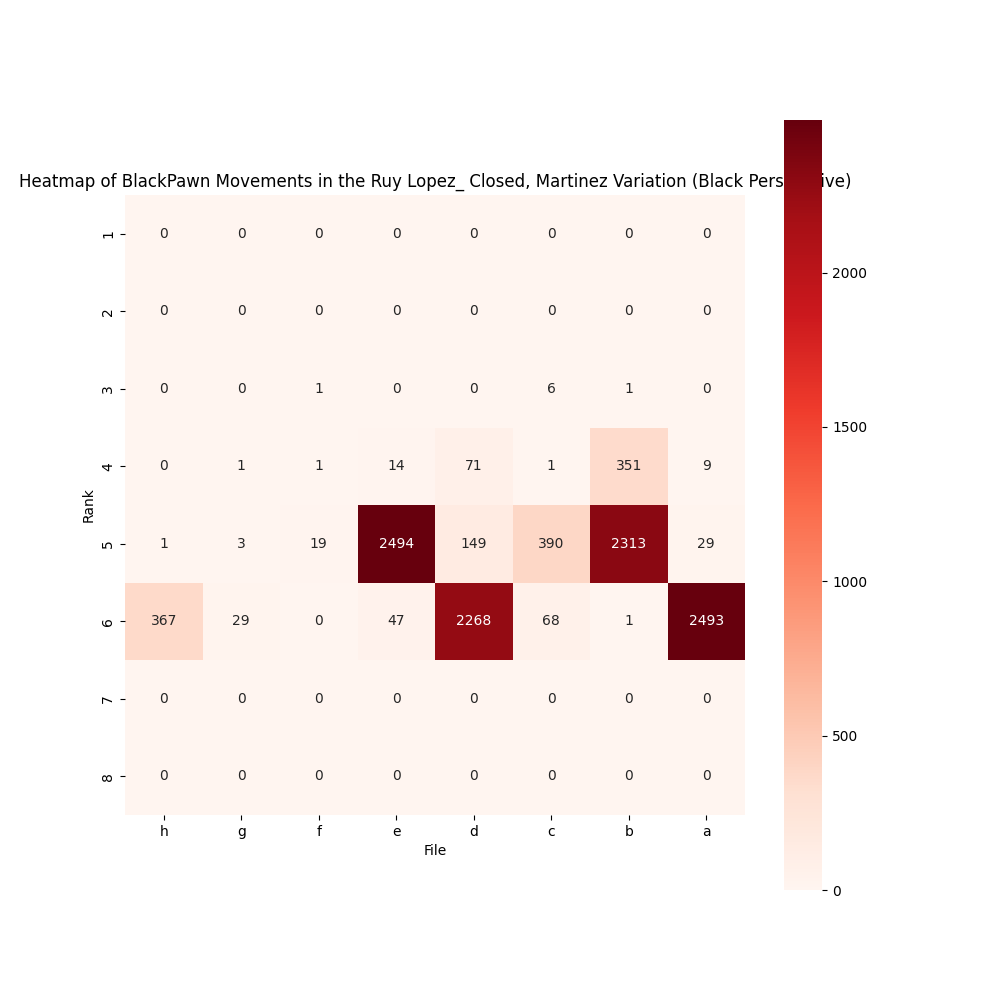 Heatmap of BlackPawn Movements in the Ruy Lopez_ Closed, Martinez Variation (Black Pers ive)
1 0 0 0 0 0 0 0 0
2 0 0 0 0 0 0 0 0
2000
3 0 0 1 0 0 6 1 0
1500
4 0 1 1 14 71 1 351 9
Rank
5 1 3 19 2494 149 390 2313 29
1000
6 367 29 0 47 2268 68 1 2493
7 0 0 0 0 0 0 0 0
500
8 0 0 0 0 0 0 0 0
h g f e d c b a
File
0